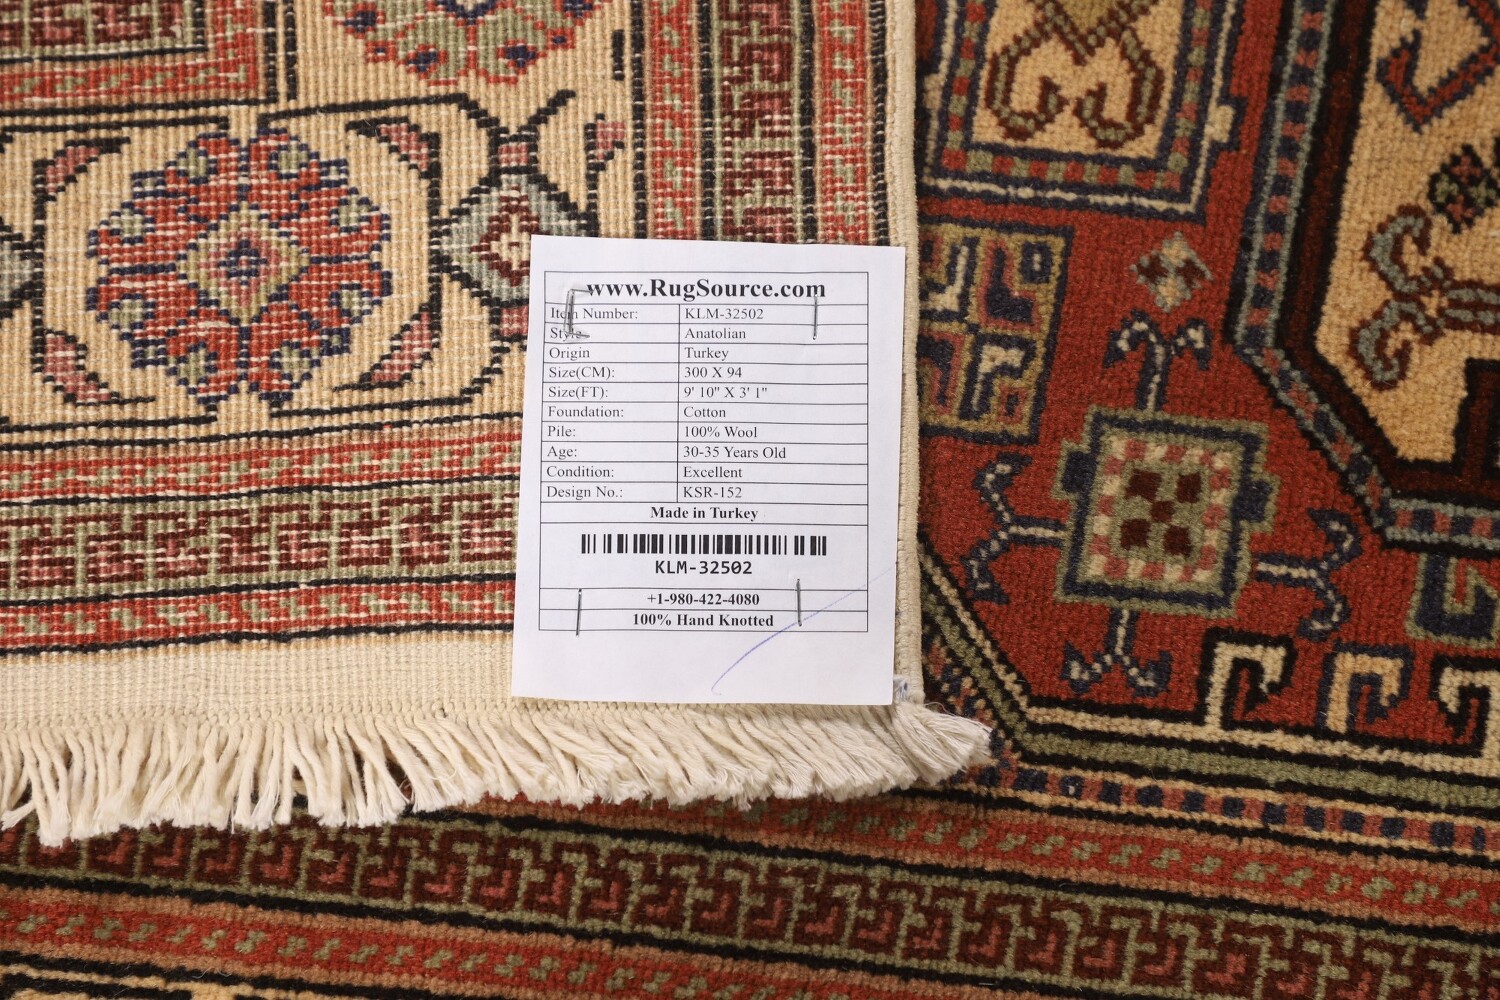 www.RugSource.com
Item Number: KLM-32502
Style Anatolian
Origin Turkey
Size(CM): 300 X 94
Size(FT): 9' 10" X 3' 1"
Foundation: Cotton
Pile: 100% Wool
Age: 30-35 Years Old
Condition: Excellent
Design No.: KSR-152
Made in Turkey
KLM-32502
+1-980-422-4080
100% Hand Knotted